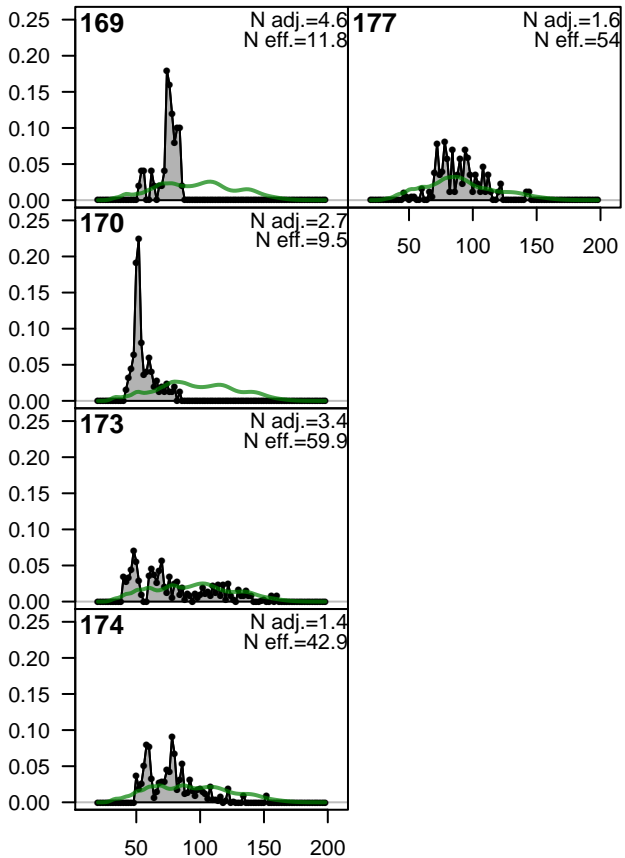 169
N adj.=4.6
N eff.=11.8
177
N adj.=1.6
N eff.=54
0.25
0.20
0.15
0.10
0.05
0.00
170
N adj.=2.7
N eff.=9.5
50 100 150 200
0.25
0.20
0.15
0.10
0.05
0.00
173
N adj.=3.4
N eff.=59.9
0.25
0.20
0.15
0.10
0.05
0.00
174
N adj.=1.4
N eff.=42.9
0.25
0.20
0.15
0.10
0.05
0.00
50 100 150 200